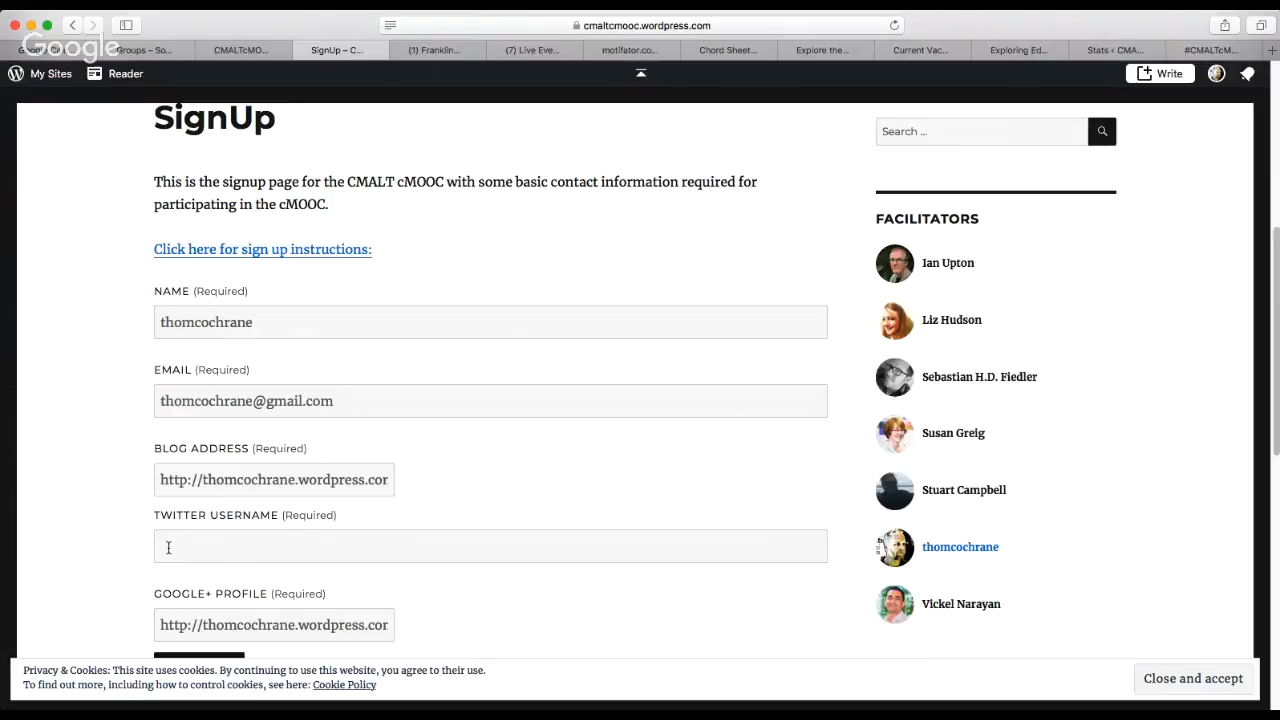 cmaltcmooc.wordpress.com
Google
Groups – So...
CMALTcMO...
SignUp – C...
(1) Franklin...
(7) Live Eve...
motifator.co...
Chord Sheet...
Explore the...
Current Vac...
Exploring Ed...
Stats ‹ CMA...
#CMALTcM...
My Sites
Reader
Write
SignUp
This is the signup page for the CMALT cMOOC with some basic contact information required for
participating in the cMOOC.
Click here for sign up instructions:
NAME (Required)
thomcochrane
EMAIL (Required)
thomcochrane@gmail.com
BLOG ADDRESS (Required)
http://thomcochrane.wordpress.cor
TWITTER USERNAME (Required)
GOOGLE+ PROFILE (Required)
http://thomcochrane.wordpress.cor
Search ...
FACILITATORS
Ian Upton
Liz Hudson
Sebastian H.D. Fiedler
Susan Greig
Stuart Campbell
thomcochrane
Vickel Narayan
Privacy & Cookies: This site uses cookies. By continuing to use this website, you agree to their use.
To find out more, including how to control cookies, see here: Cookie Policy
Close and accept